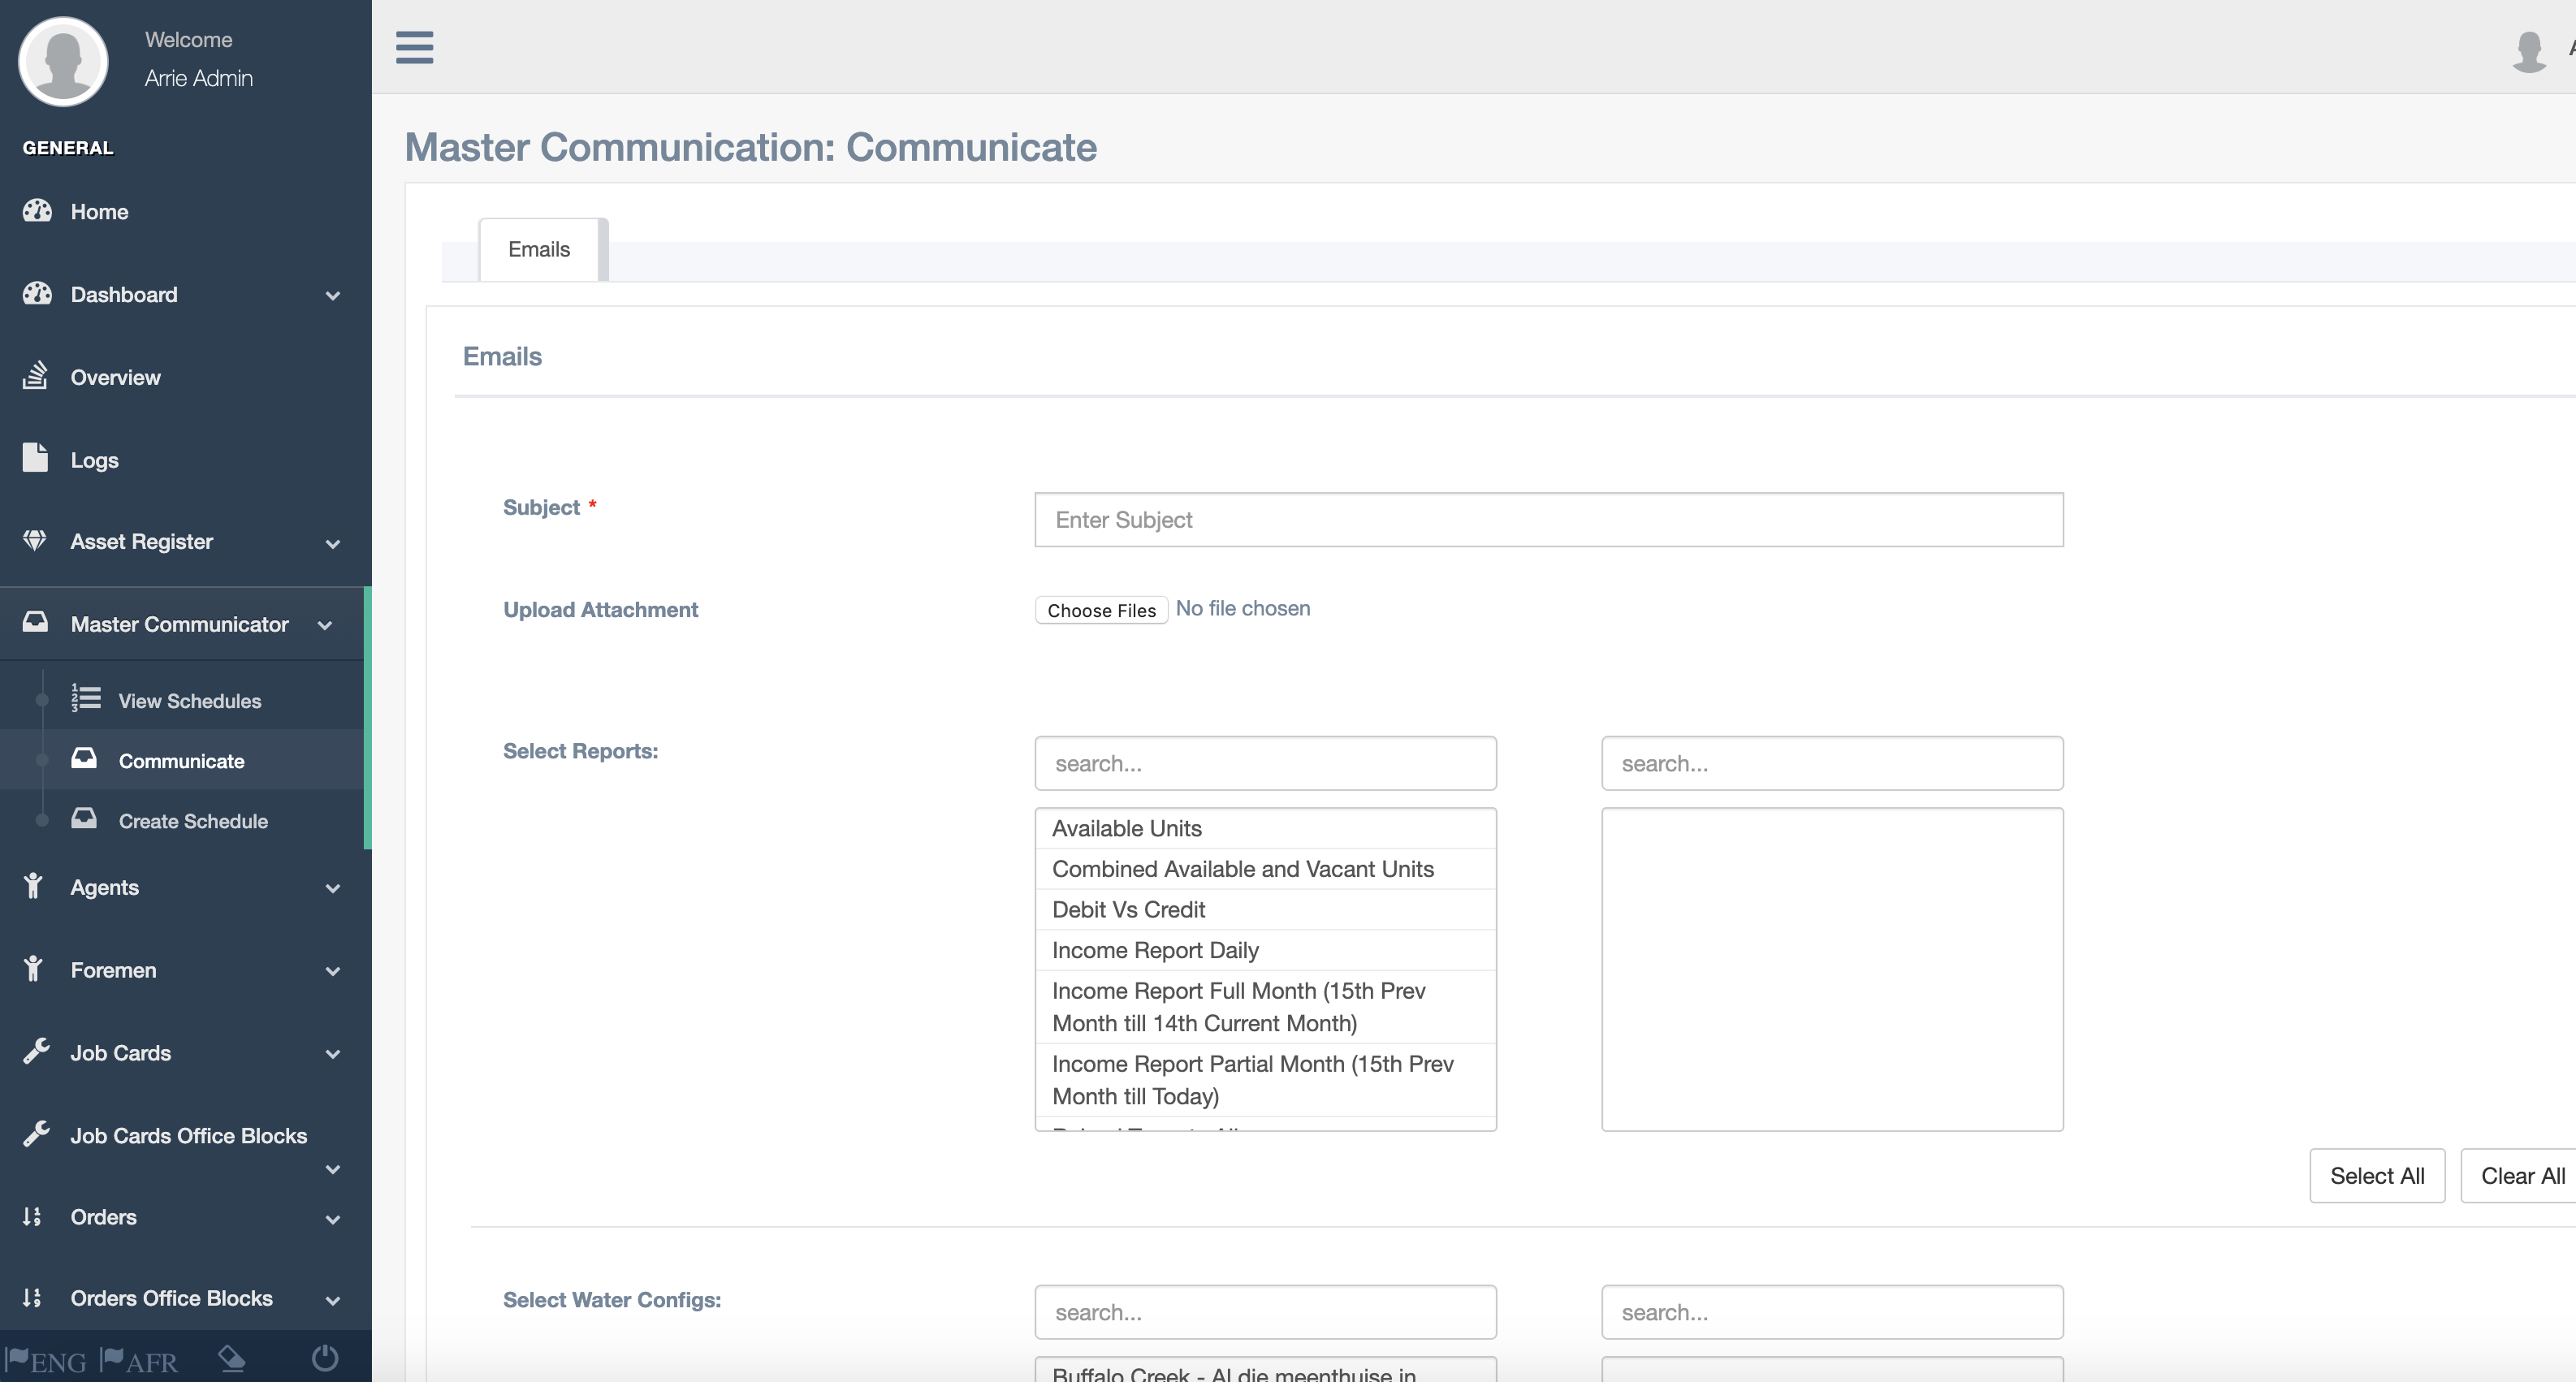 Welcome
Arrie Admin
GENERAL
Home
Dashboard
Overview
Logs
Asset Register
Master Communicator
View Schedules
Communicate
Create Schedule
Agents
Foremen
Job Cards
Job Cards Office Blocks
Orders
Orders Office Blocks
ENG AFR
Master Communication: Communicate
Emails
Emails
Subject *
Enter Subject
Upload Attachment
Choose Files No file chosen
Select Reports:
search...
search...
Available Units
Combined Available and Vacant Units
Debit Vs Credit
Income Report Daily
Income Report Full Month (15th Prev
Month till 14th Current Month)
Income Report Partial Month (15th Prev
Month till Today)
Select All
Clear All
Select Water Configs:
search...
search...
Buffalo Creek - Al die meenthuise in